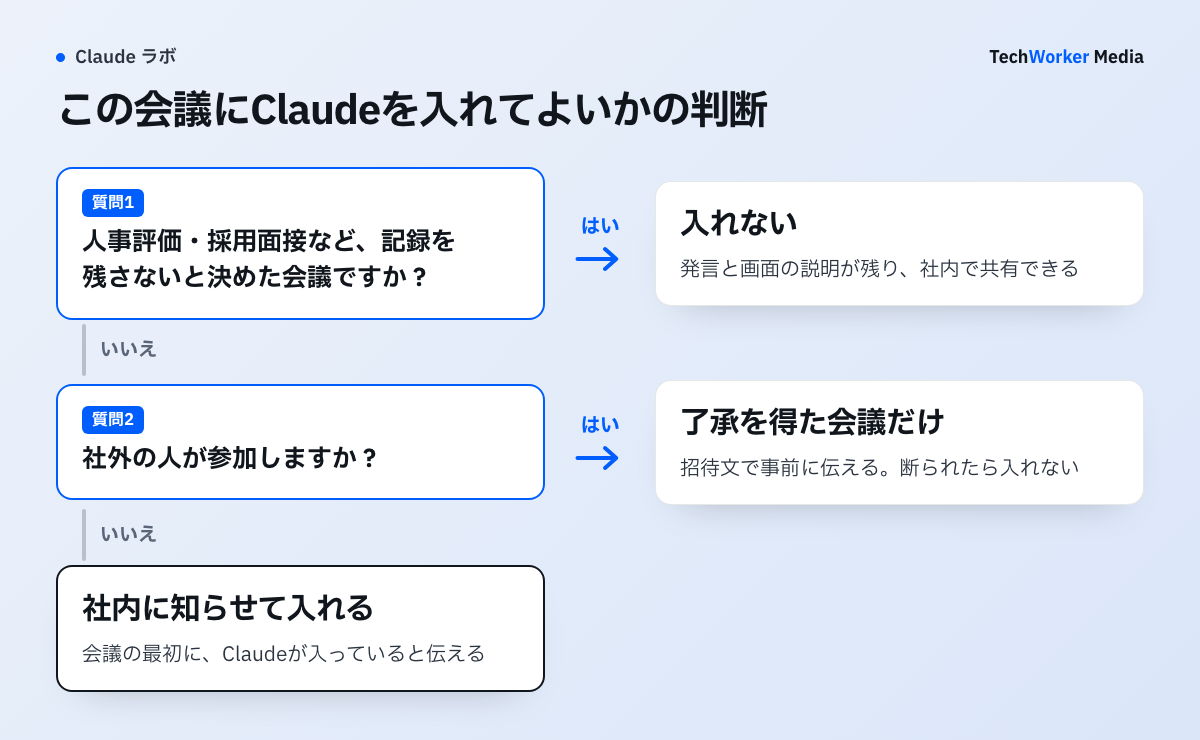 Claude ラボ
TechWorker Media
この会議にClaudeを入れてよいかの判断
質問1
人事評価・採用面接など、記録を
残さないと決めた会議ですか？
はい
入れない
発言と画面の説明が残り、社内で共有できる
いいえ
質問2
社外の人が参加しますか？
はい
了承を得た会議だけ
招待文で事前に伝える。断られたら入れない
いいえ
社内に知らせて入れる
会議の最初に、Claudeが入っていると伝える